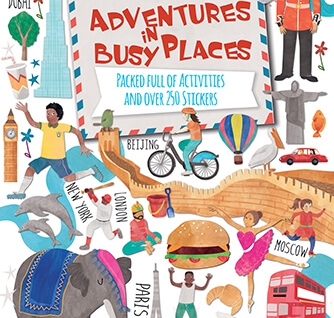 DUBAI
ADVENTURES
IN
BUSY PLACES
PACKED FULL OF ACTIVITIES
AND OVER 250 STICKERS
BEIJING
NEW YORK
LONDON
MOSCOW
PARIS